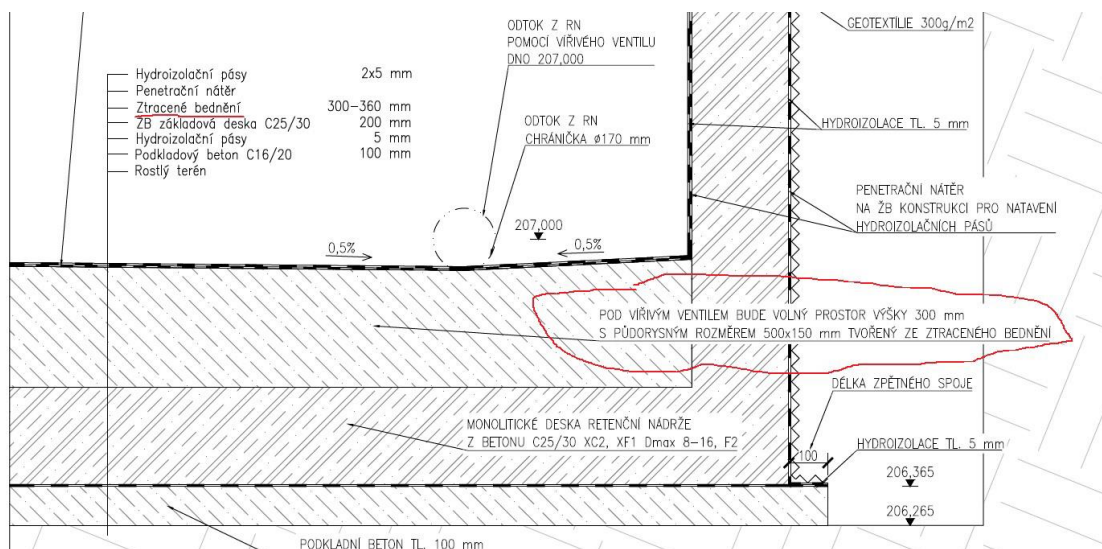 GEOTEXTÍLIE 300g/m2
ODTOK Z RN
POMOCÍ VÍŘIVÉHO VENTILU
DNO 207,000
Hydroizolační pásy 2x5 mm
Penetrační nátěr
Ztracené bednění 300-360 mm
ŽB základová deska C25/30 200 mm
Hydroizolační pásy 5 mm
Podkladový beton C16/20 100 mm
Rostlý terén
ODTOK Z RN
CHRÁNIČKA ø170 mm
HYDROIZOLACE TL. 5 mm
PENETRAČNÍ NÁTĚR
NA ŽB KONSTRUKCI PRO NATAVENÍ
HYDROIZOLAČNÍCH PÁSŮ
207,000
0,5%
0,5%
POD VÍŘIVÝM VENTILEM BUDE VOLNÝ PROSTOR VÝŠKY 300 mm
S PŮDORYSNÝM ROZMĚREM 500x150 mm TVOŘENÝ ZE ZTRACENÉHO BEDNĚNÍ
DÉLKA ZPĚTNÉHO SPOJE
MONOLITICKÉ DESKA RETENČNÍ NÁDRŽE
Z BETONU C25/30 XC2, XF1 Dmax 8-16, F2
HYDROIZOLACE TL. 5 mm
100
206,365
206,265
PODKLADNÍ BETON TL. 100 mm